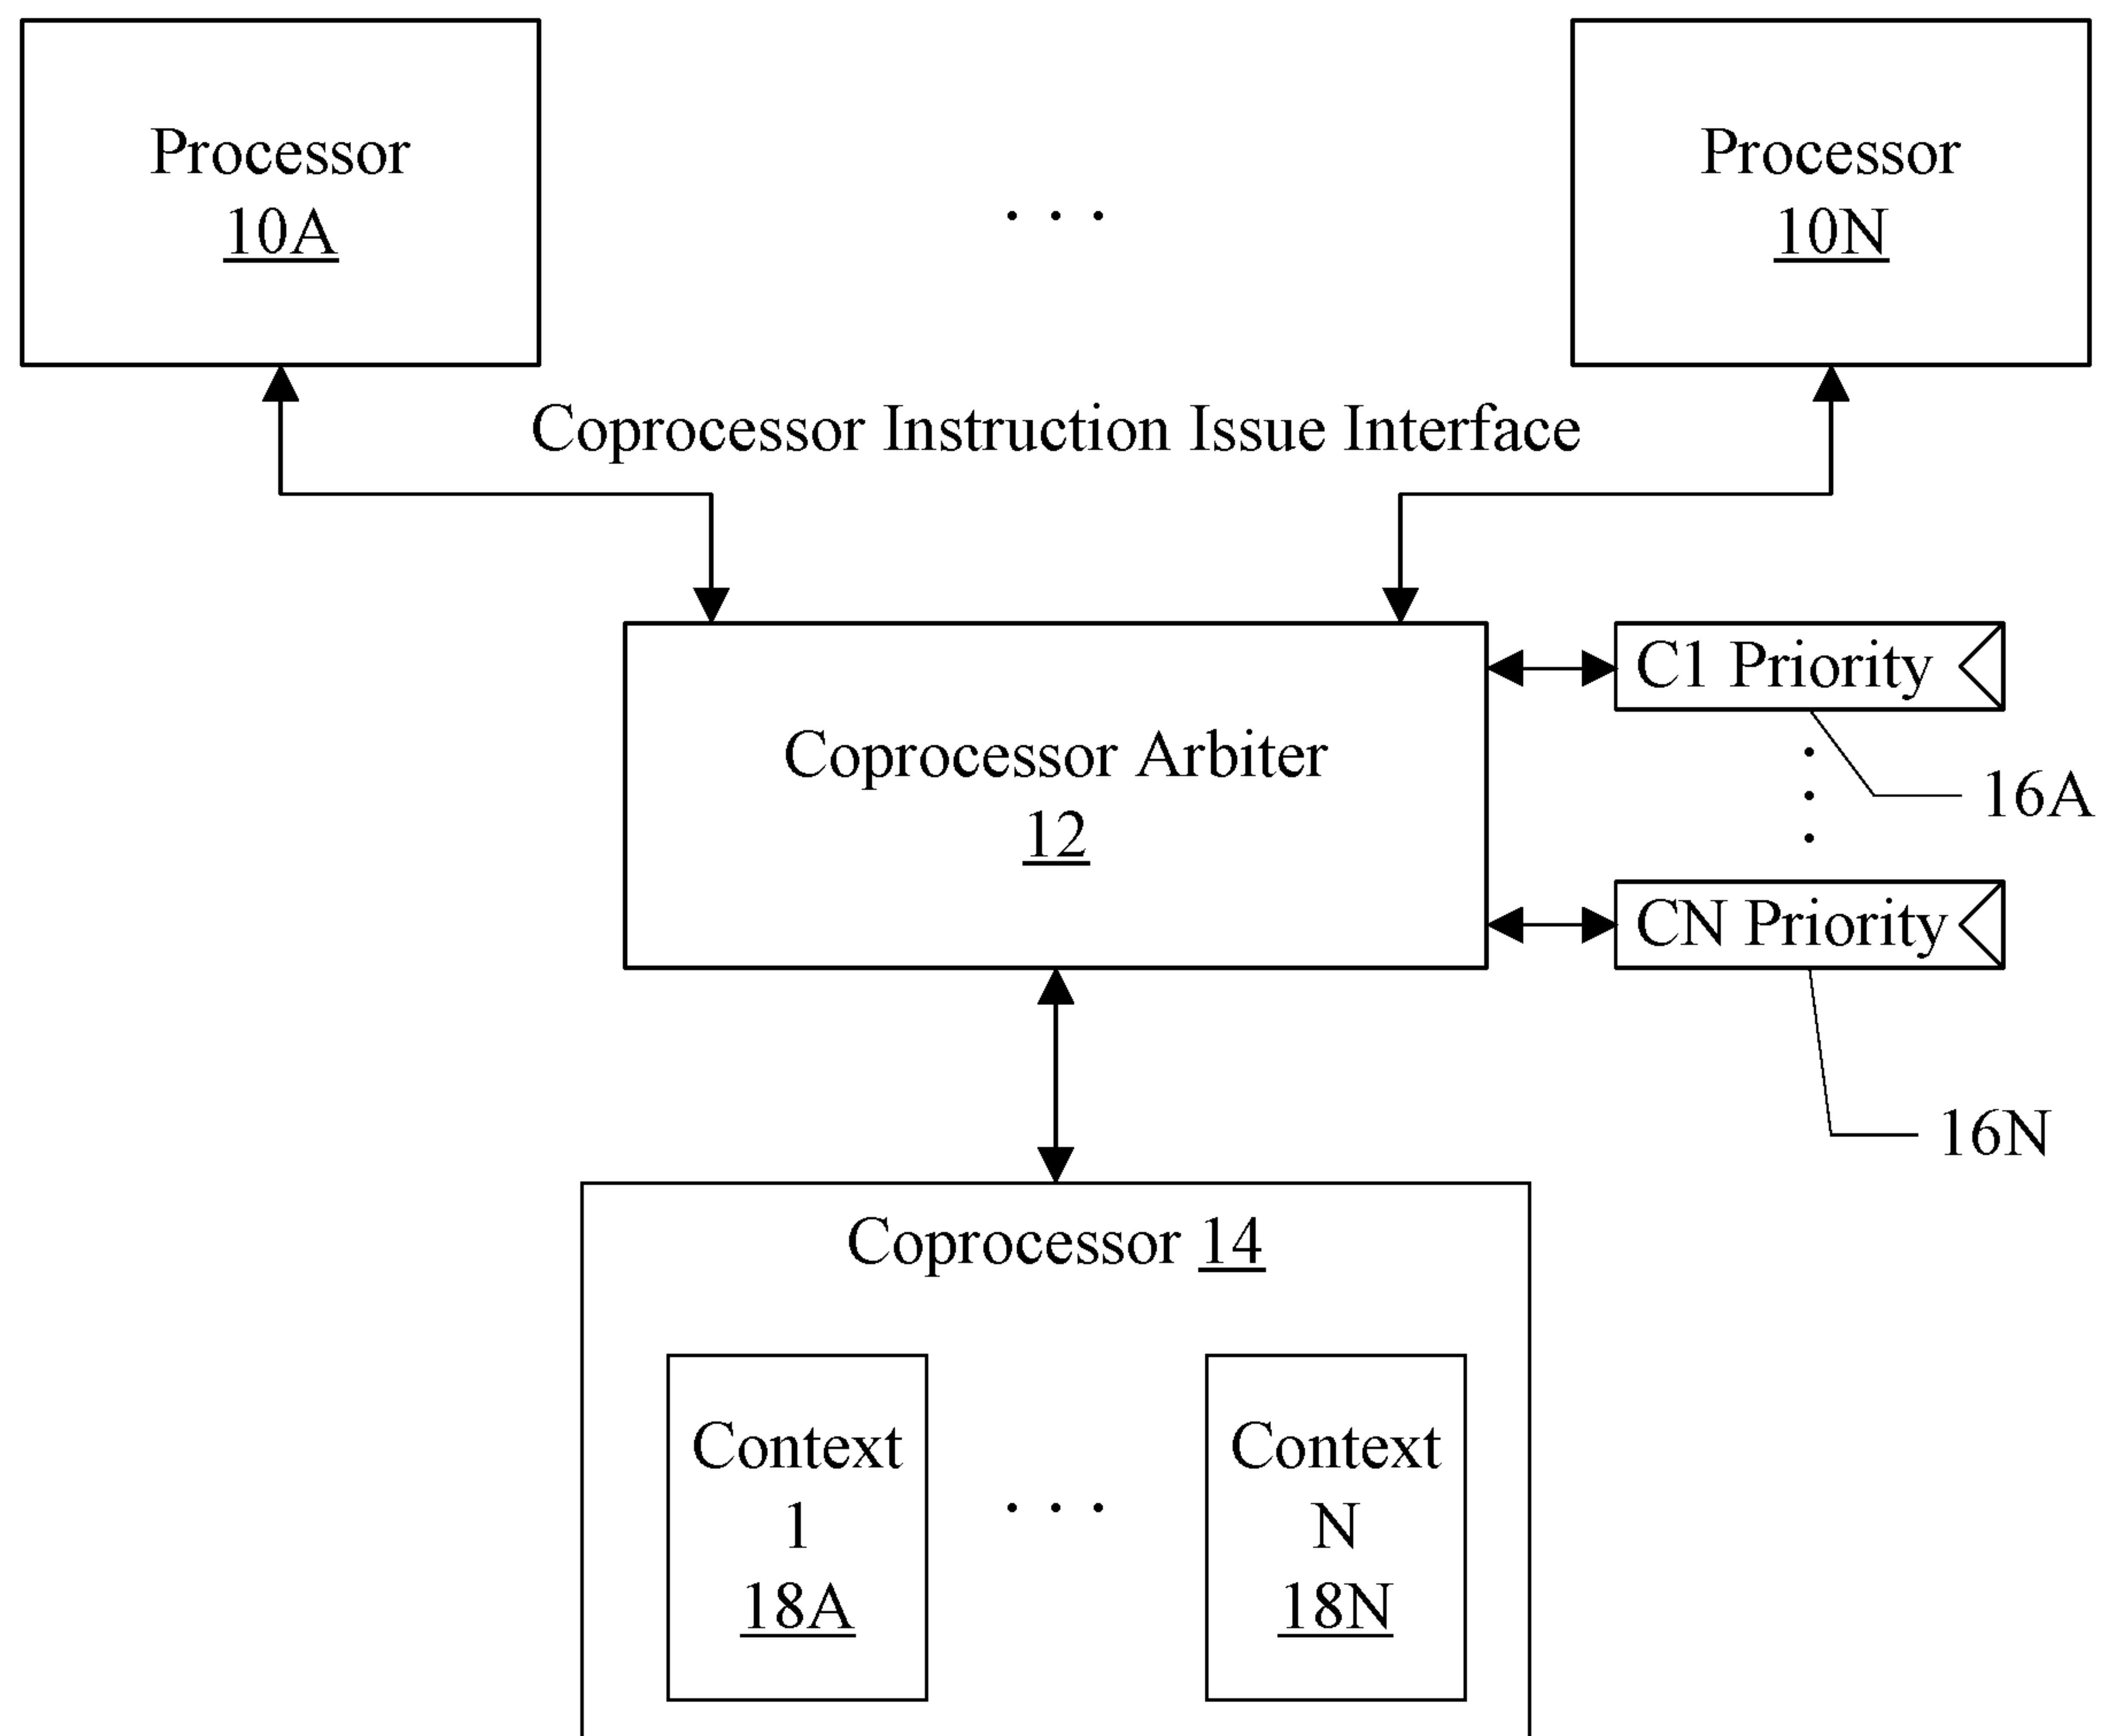 Processor
10A
Processor
10N
. . .
Coprocessor Instruction Issue Interface
Coprocessor Arbiter
12
C1 Priority
16A
CN Priority
16N
Coprocessor 14
Context
1
18A
. . .
Context
N
18N